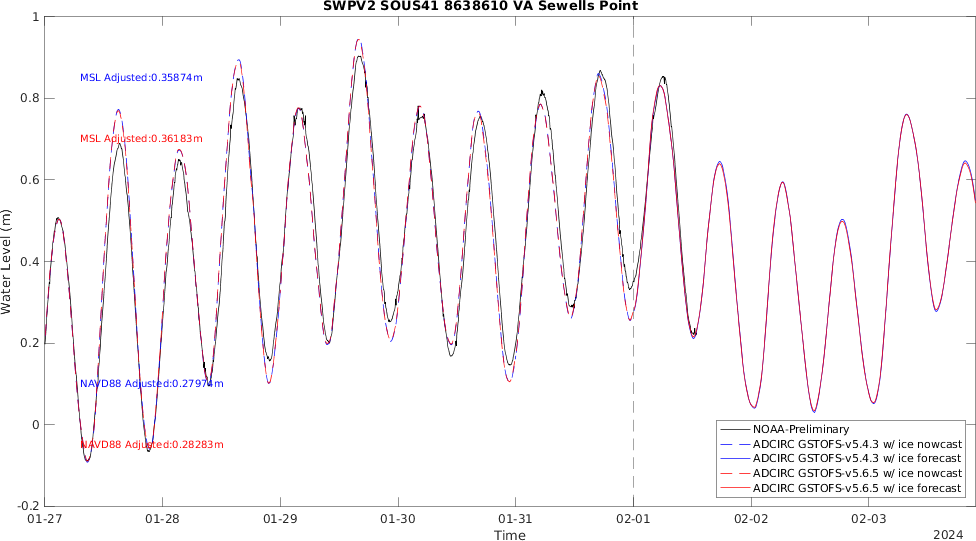 SWPV2 SOUS41 8638610 VA Sewells Point
1
0.8
0.6
0.4
0.2
0
-0.2
Water Level (m)
MSL Adjusted:0.35874m
MSL Adjusted:0.36183m
NAVD88 Adjusted:0.27974m
NAVD88 Adjusted:0.28283m
NOAA-Preliminary
ADCIRC GSTOFS-v5.4.3 w/ ice nowcast
ADCIRC GSTOFS-v5.4.3 w/ ice forecast
ADCIRC GSTOFS-v5.6.5 w/ ice nowcast
ADCIRC GSTOFS-v5.6.5 w/ ice forecast
01-27 01-28 01-29 01-30 01-31 02-01 02-02 02-03
Time
2024